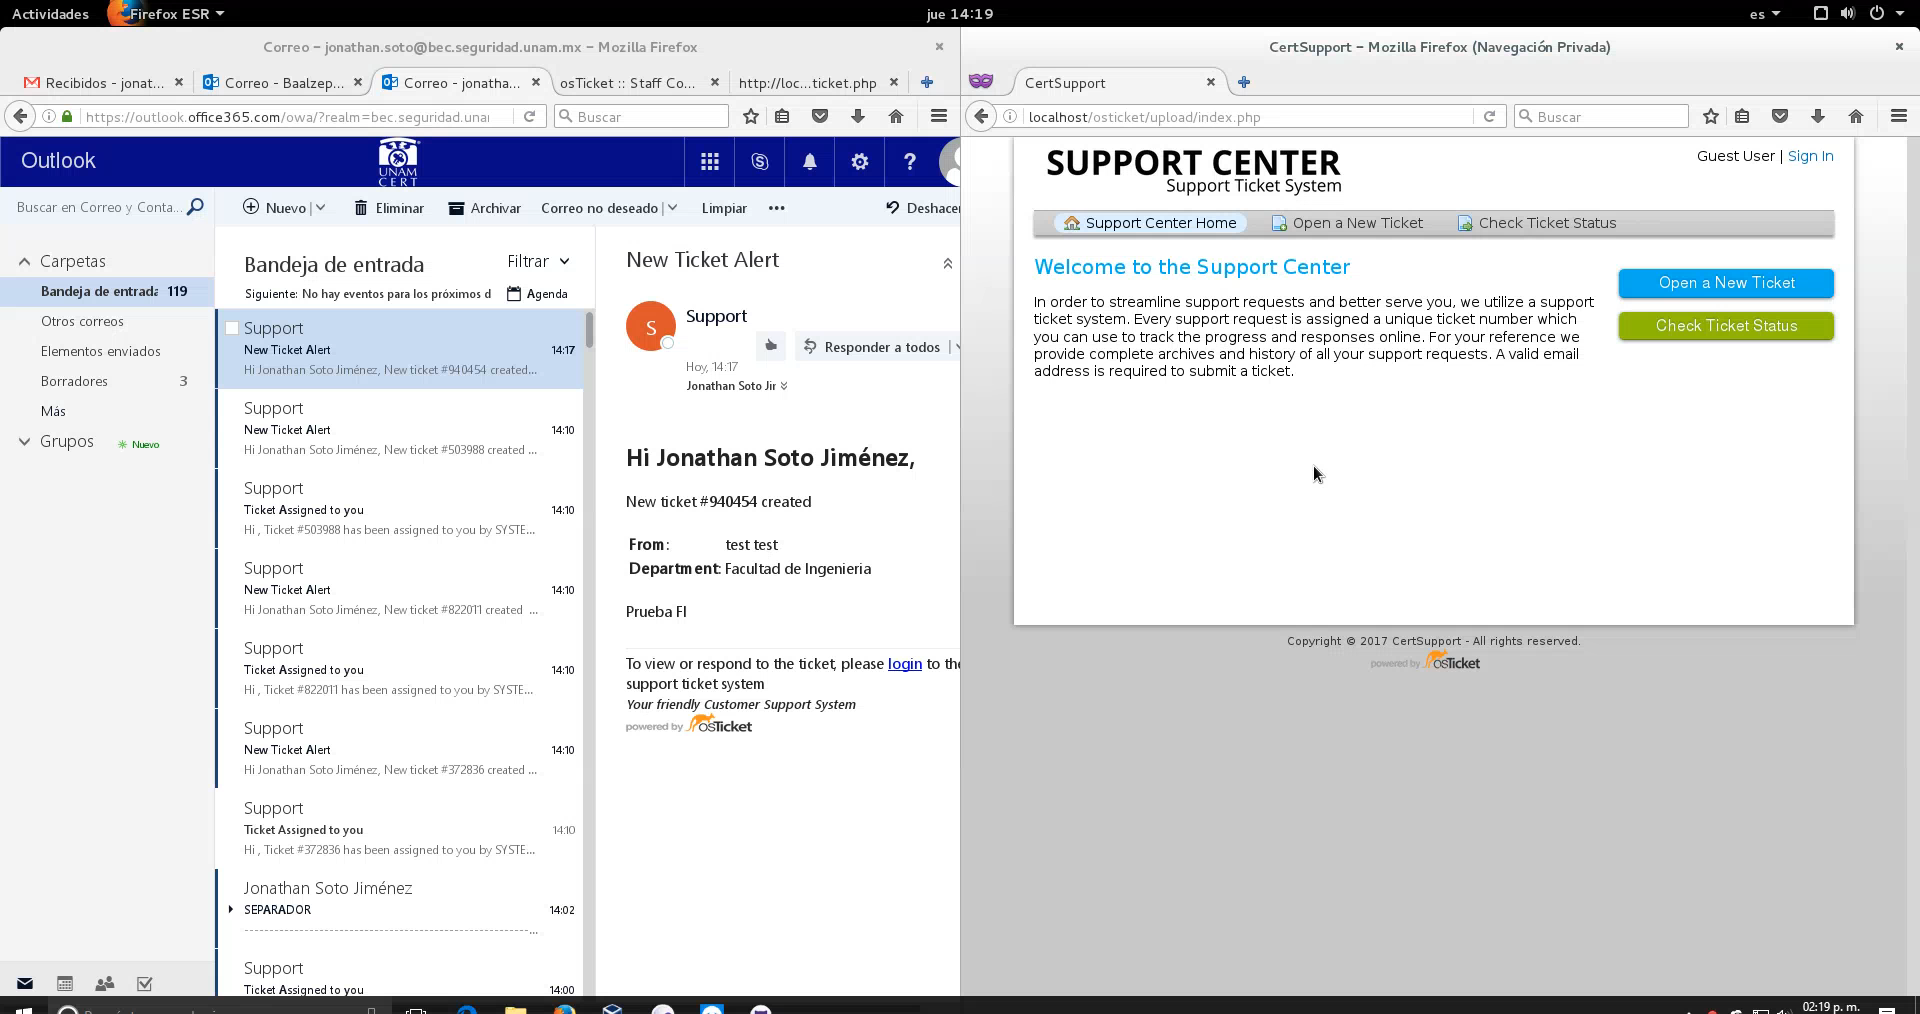 Actividades Firefox ESR jue 14:19 es
Correo – jonathan.soto@bec.seguridad.unam.mx – Mozilla Firefox
Recibidos - jonat... Correo - Baalzep... Correo - jonatha... osTicket :: Staff Co... http://loc...ticket.php
https://outlook.office365.com/owa/?realm=bec.seguridad.unar Buscar
Outlook UNAM CERT
Buscar en Correo y Conta... Nuevo Eliminar Archivar Correo no deseado Limpiar Deshacer
Carpetas
Bandeja de entrada 119
Otros correos
Elementos enviados
Borradores 3
Más
Grupos Nuevo
Bandeja de entrada Filtrar
Siguiente: No hay eventos para los próximos d Agenda
Support
New Ticket Alert 14:17
Hi Jonathan Soto Jiménez, New ticket #940454 created...
Support
New Ticket Alert 14:10
Hi Jonathan Soto Jiménez, New ticket #503988 created ...
Support
Ticket Assigned to you 14:10
Hi , Ticket #503988 has been assigned to you by SYSTE...
Support
New Ticket Alert 14:10
Hi Jonathan Soto Jiménez, New ticket #822011 created ...
Support
Ticket Assigned to you 14:10
Hi , Ticket #822011 has been assigned to you by SYSTE...
Support
New Ticket Alert 14:10
Hi Jonathan Soto Jiménez, New ticket #372836 created ...
Support
Ticket Assigned to you 14:10
Hi , Ticket #372836 has been assigned to you by SYSTE...
Jonathan Soto Jiménez
SEPARADOR 14:02
--------------------------------------------------...
Support
Ticket Assigned to you 14:00
New Ticket Alert
S Support
Responder a todos
Hoy, 14:17
Jonathan Soto Jir
Hi Jonathan Soto Jiménez,
New ticket #940454 created
From: test test
Department: Facultad de Ingenieria
Prueba FI
To view or respond to the ticket, please login to the
support ticket system
Your friendly Customer Support System
powered by osTicket
CertSupport – Mozilla Firefox (Navegación Privada)
CertSupport
localhost/osticket/upload/index.php Buscar
SUPPORT CENTER
Support Ticket System
Guest User | Sign In
Support Center Home Open a New Ticket Check Ticket Status
Welcome to the Support Center
In order to streamline support requests and better serve you, we utilize a support
ticket system. Every support request is assigned a unique ticket number which
you can use to track the progress and responses online. For your reference we
provide complete archives and history of all your support requests. A valid email
address is required to submit a ticket.
Open a New Ticket
Check Ticket Status
Copyright © 2017 CertSupport - All rights reserved.
powered by osTicket
02:19 p. m.